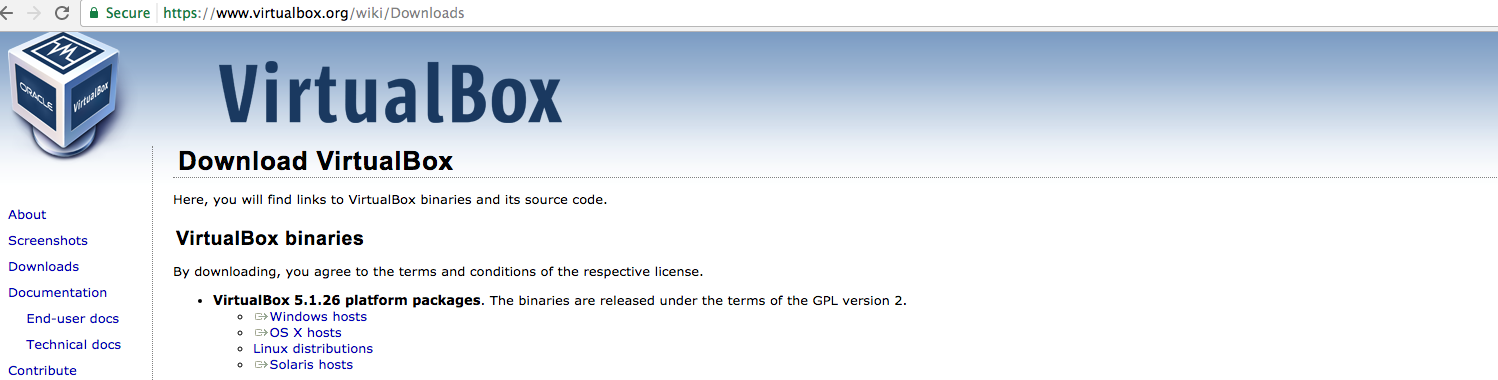 Secure https://www.virtualbox.org/wiki/Downloads
ORACLE
VirtualBox
VirtualBox
Download VirtualBox
Here, you will find links to VirtualBox binaries and its source code.
VirtualBox binaries
By downloading, you agree to the terms and conditions of the respective license.
• VirtualBox 5.1.26 platform packages. The binaries are released under the terms of the GPL version 2.
Windows hosts
OS X hosts
Linux distributions
Solaris hosts
About
Screenshots
Downloads
Documentation
End-user docs
Technical docs
Contribute